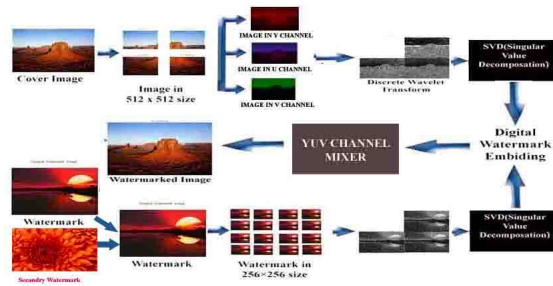 IMAGE IN Y CHANNEL
IMAGE IN U CHANNEL
IMAGE IN V CHANNEL
Cover Image
Image in
512 x 512 size
Discrete Wavelet
Transform
SVD(Singular
Value
Decomposition)
Digital
Watermark
Embiding
YUV CHANNEL
MIXER
Watermarked Image
Watermark
Secandry Watermark
Watermark
Watermark in
256×256 size
SVD(Singular
Value
Decomposition)